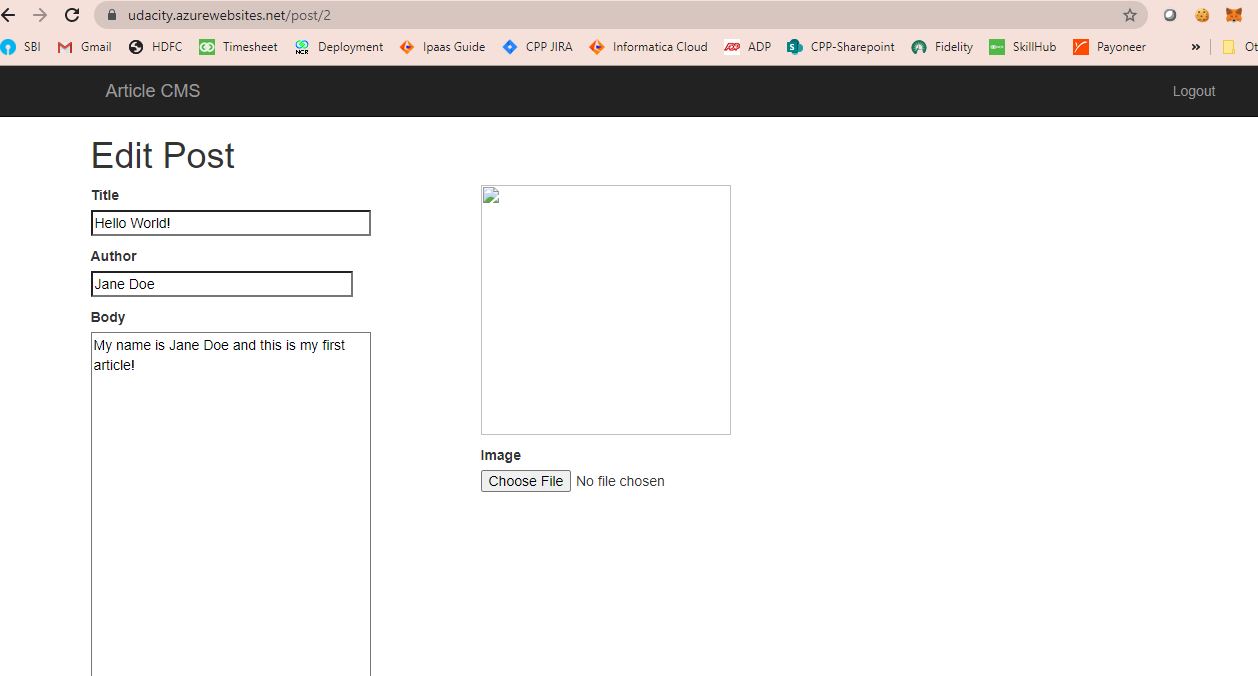 udacity.azurewebsites.net/post/2
SBI Gmail HDFC Timesheet NCR Deployment Ipaas Guide CPP JIRA Informatica Cloud ADP CPP-Sharepoint Fidelity SkillHub Payoneer » Ot
Article CMS Logout
Edit Post
Title
Hello World!
Author
Jane Doe
Body
My name is Jane Doe and this is my first
article!
Image
Choose File No file chosen